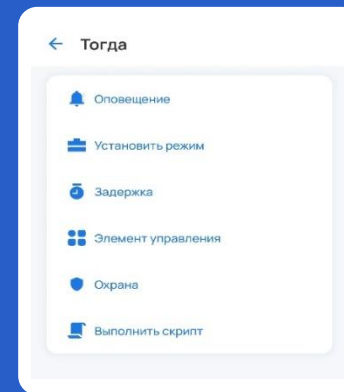 Тогда
Оповещение
Установить режим
Задержка
Элемент управления
Охрана
Выполнить скрипт